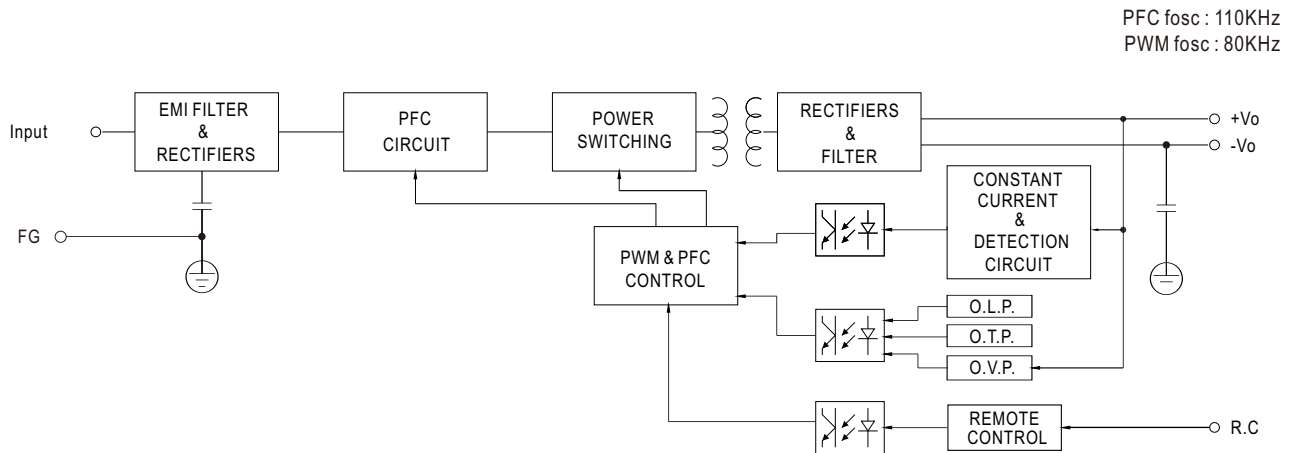 PFC fosc : 110KHz
PWM fosc : 80KHz
Input
EMI FILTER
&
RECTIFIERS
PFC
CIRCUIT
POWER
SWITCHING
RECTIFIERS
&
FILTER
+Vo
-Vo
FG
PWM & PFC
CONTROL
CONSTANT
CURRENT
&
DETECTION
CIRCUIT
O.L.P.
O.T.P.
O.V.P.
REMOTE
CONTROL
R.C